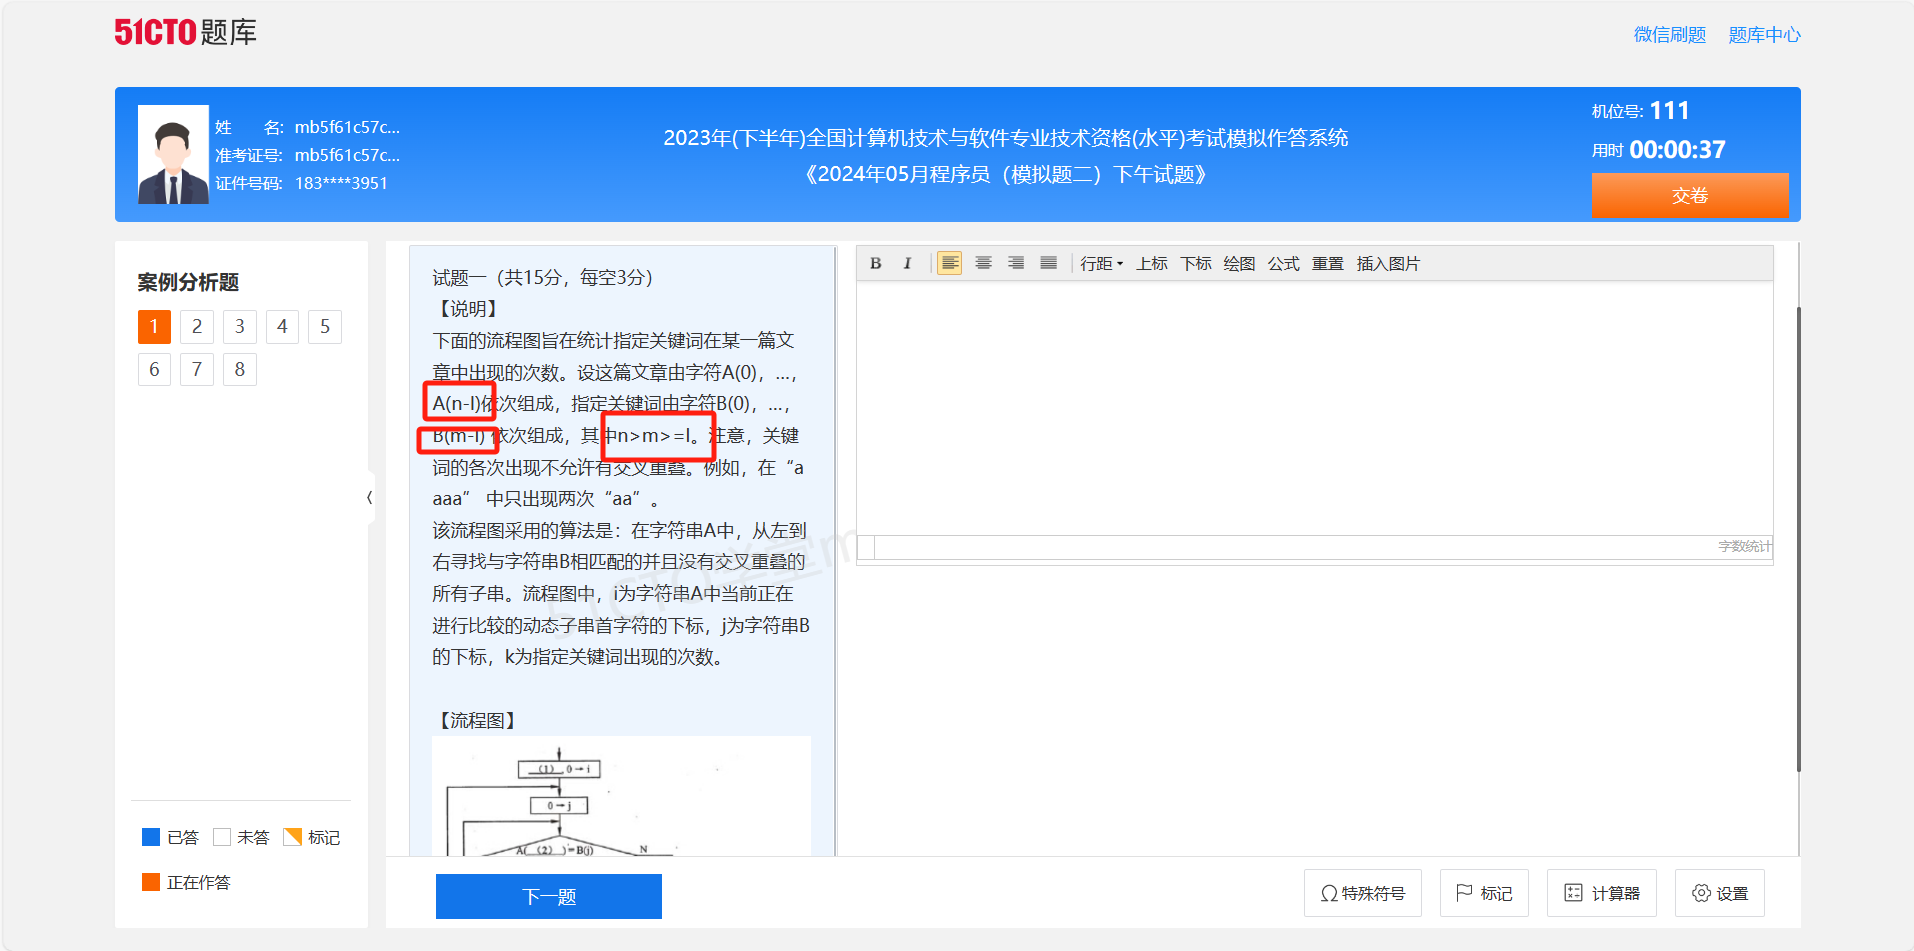 51CTO题库
微信刷题 题库中心
姓 名: mb5f61c57c...
准考证号: mb5f61c57c...
证件号码: 183****3951
2023年(下半年)全国计算机技术与软件专业技术资格(水平)考试模拟作答系统
《2024年05月程序员（模拟题二）下午试题》
机位号: 111
用时 00:00:37
交卷
案例分析题
1 2 3 4 5
6 7 8
已答 未答 标记
正在作答
试题一（共15分，每空3分）
【说明】
下面的流程图旨在统计指定关键词在某一篇文
章中出现的次数。设这篇文章由字符A(0)，…，
A(n-l)依次组成，指定关键词由字符B(0)，…，
B(m-l) 依次组成，其中n>m>=l。注意，关键
词的各次出现不允许有交叉重叠。例如，在“a
aaa” 中只出现两次“aa”。
该流程图采用的算法是：在字符串A中，从左到
右寻找与字符串B相匹配的并且没有交叉重叠的
所有子串。流程图中，i为字符串A中当前正在
进行比较的动态子串首字符的下标，j为字符串B
的下标，k为指定关键词出现的次数。
【流程图】
(1) 0→i
0→j
A( (2) )=B(j) N
51CTO学堂m
B I 行距 上标 下标 绘图 公式 重置 插入图片
字数统计
下一题
特殊符号 标记 计算器 设置